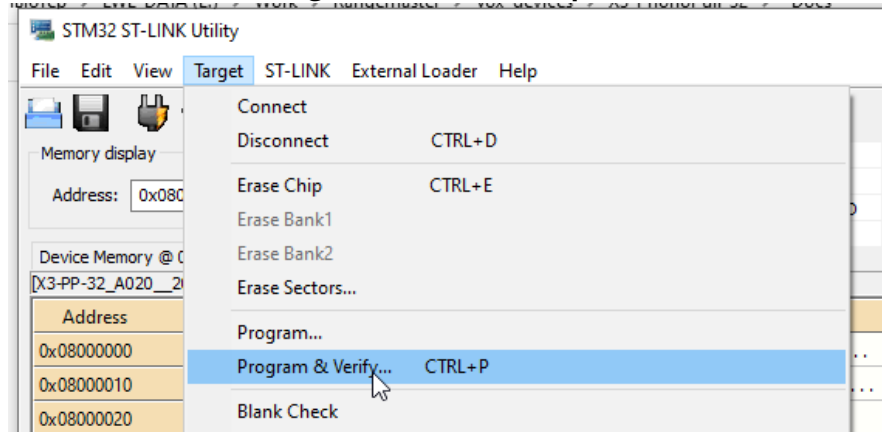 STM32 ST-LINK Utility
File Edit View Target ST-LINK External Loader Help
Connect
Disconnect CTRL+D
Memory display
Erase Chip CTRL+E
Address: 0x080
Erase Bank1
Erase Bank2
Device Memory @
[X3-PP-32_A020__2
Erase Sectors...
Address
Program...
0x08000000
Program & Verify... CTRL+P
0x08000010
Blank Check
0x08000020